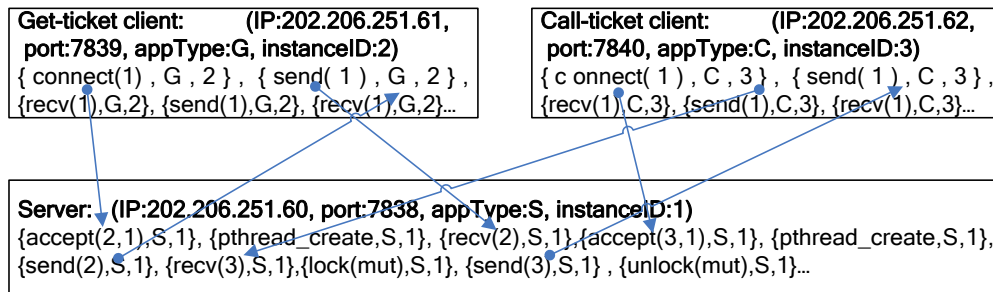 Get-ticket client: (IP:202.206.251.61,
port:7839, appType:G, instanceID:2)
{ connect(1) , G , 2 } , { send( 1 ) , G , 2 } ,
{recv(1),G,2}, {send(1),G,2}, {recv(1),G,2}...
Call-ticket client: (IP:202.206.251.62,
port:7840, appType:C, instanceID:3)
{ c onnect( 1 ) , C , 3 } , { send( 1 ) , C , 3 } ,
{recv(1),C,3}, {send(1),C,3}, {recv(1),C,3}...
Server: (IP:202.206.251.60, port:7838, appType:S, instanceID:1)
{accept(2,1),S,1}, {pthread_create,S,1}, {recv(2),S,1},{accept(3,1),S,1}, {pthread_create,S,1},
{send(2),S,1}, {recv(3),S,1},{lock(mut),S,1}, {send(3),S,1} , {unlock(mut),S,1}...